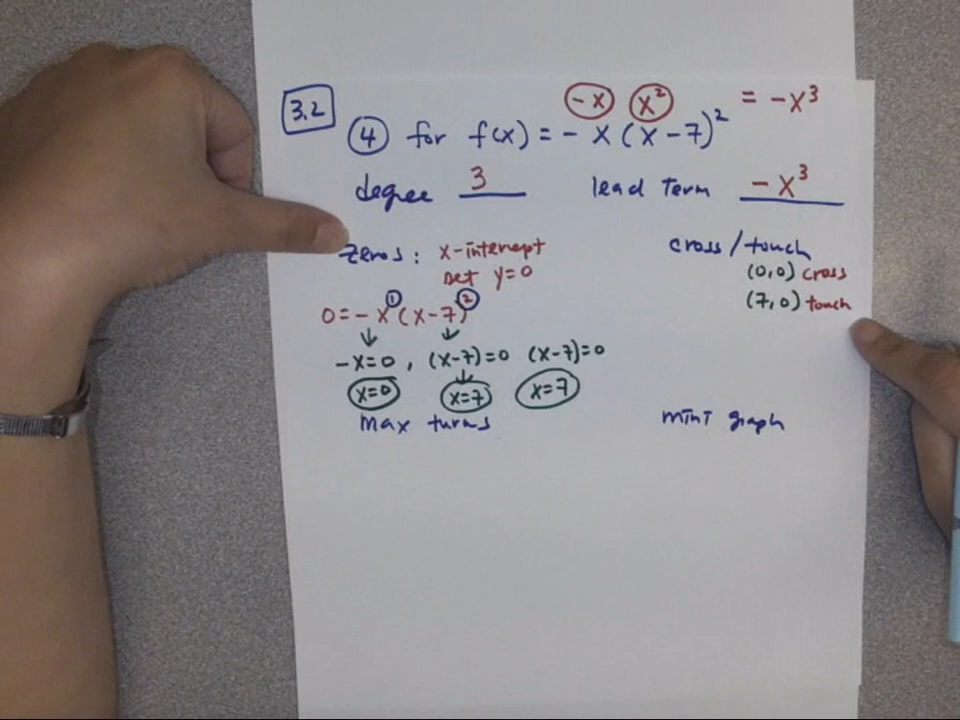 3.2
-x x² = -x³
④ for f(x) = - x (x-7)²
degree 3 lead term -x³
zeros: x-intercept cross/touch
set y=0 (0,0) cross
(7,0) touch
① ②
0=-x(x-7)
-x=0, (x-7)=0 (x-7)=0
x=0 x=7 x=7
max turns mini graph